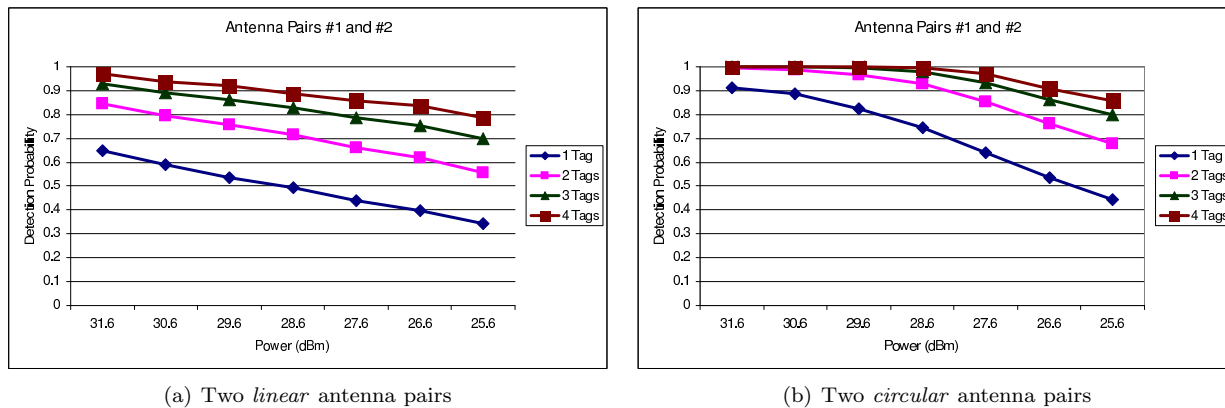 Antenna Pairs #1 and #2
Detection Probability
1
0.9
0.8
0.7
0.6
0.5
0.4
0.3
0.2
0.1
0
31.6 30.6 29.6 28.6 27.6 26.6 25.6
Power (dBm)
1 Tag
2 Tags
3 Tags
4 Tags
(a) Two linear antenna pairs
Antenna Pairs #1 and #2
Detection Probability
1
0.9
0.8
0.7
0.6
0.5
0.4
0.3
0.2
0.1
0
31.6 30.6 29.6 28.6 27.6 26.6 25.6
Power (dBm)
1 Tag
2 Tags
3 Tags
4 Tags
(b) Two circular antenna pairs